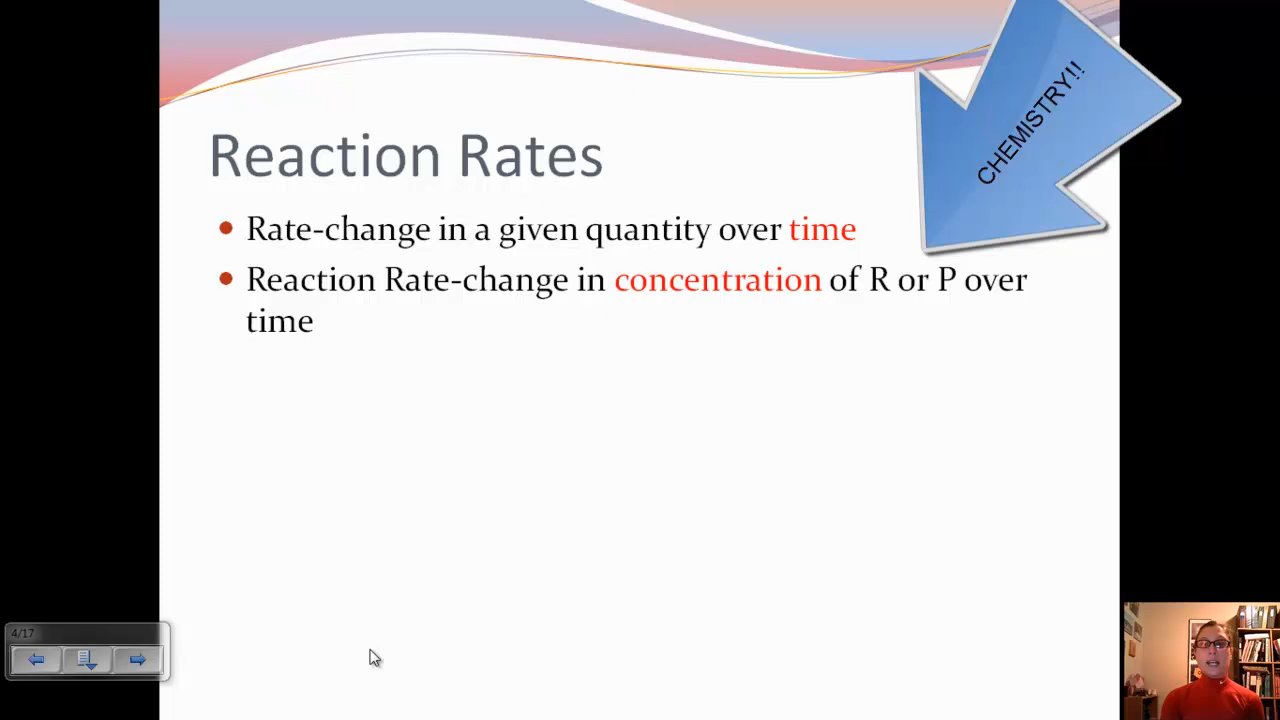 CHEMISTRY!!
Reaction Rates
Rate-change in a given quantity over time
Reaction Rate-change in concentration of R or P over
time
4/17